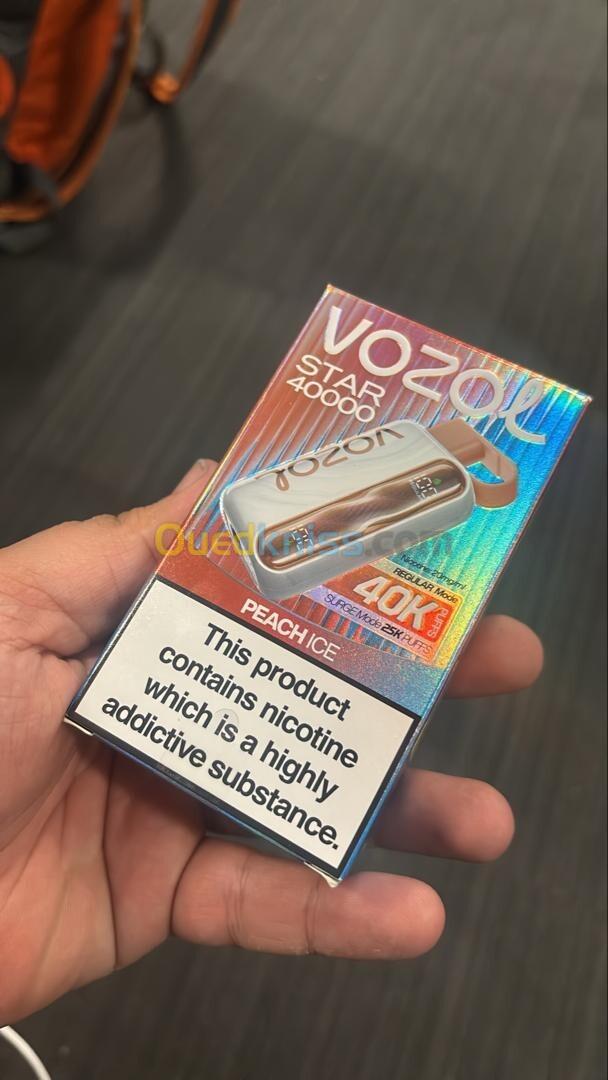 VOZOL
STAR
40000
VOZOL
Ouedkniss.com
Nicotine:20mg/ml
REGULAR Mode
40K
PUFFS
SURGE Mode 25K PUFFS
PEACH ICE
This product
contains nicotine
which is a highly
addictive substance.